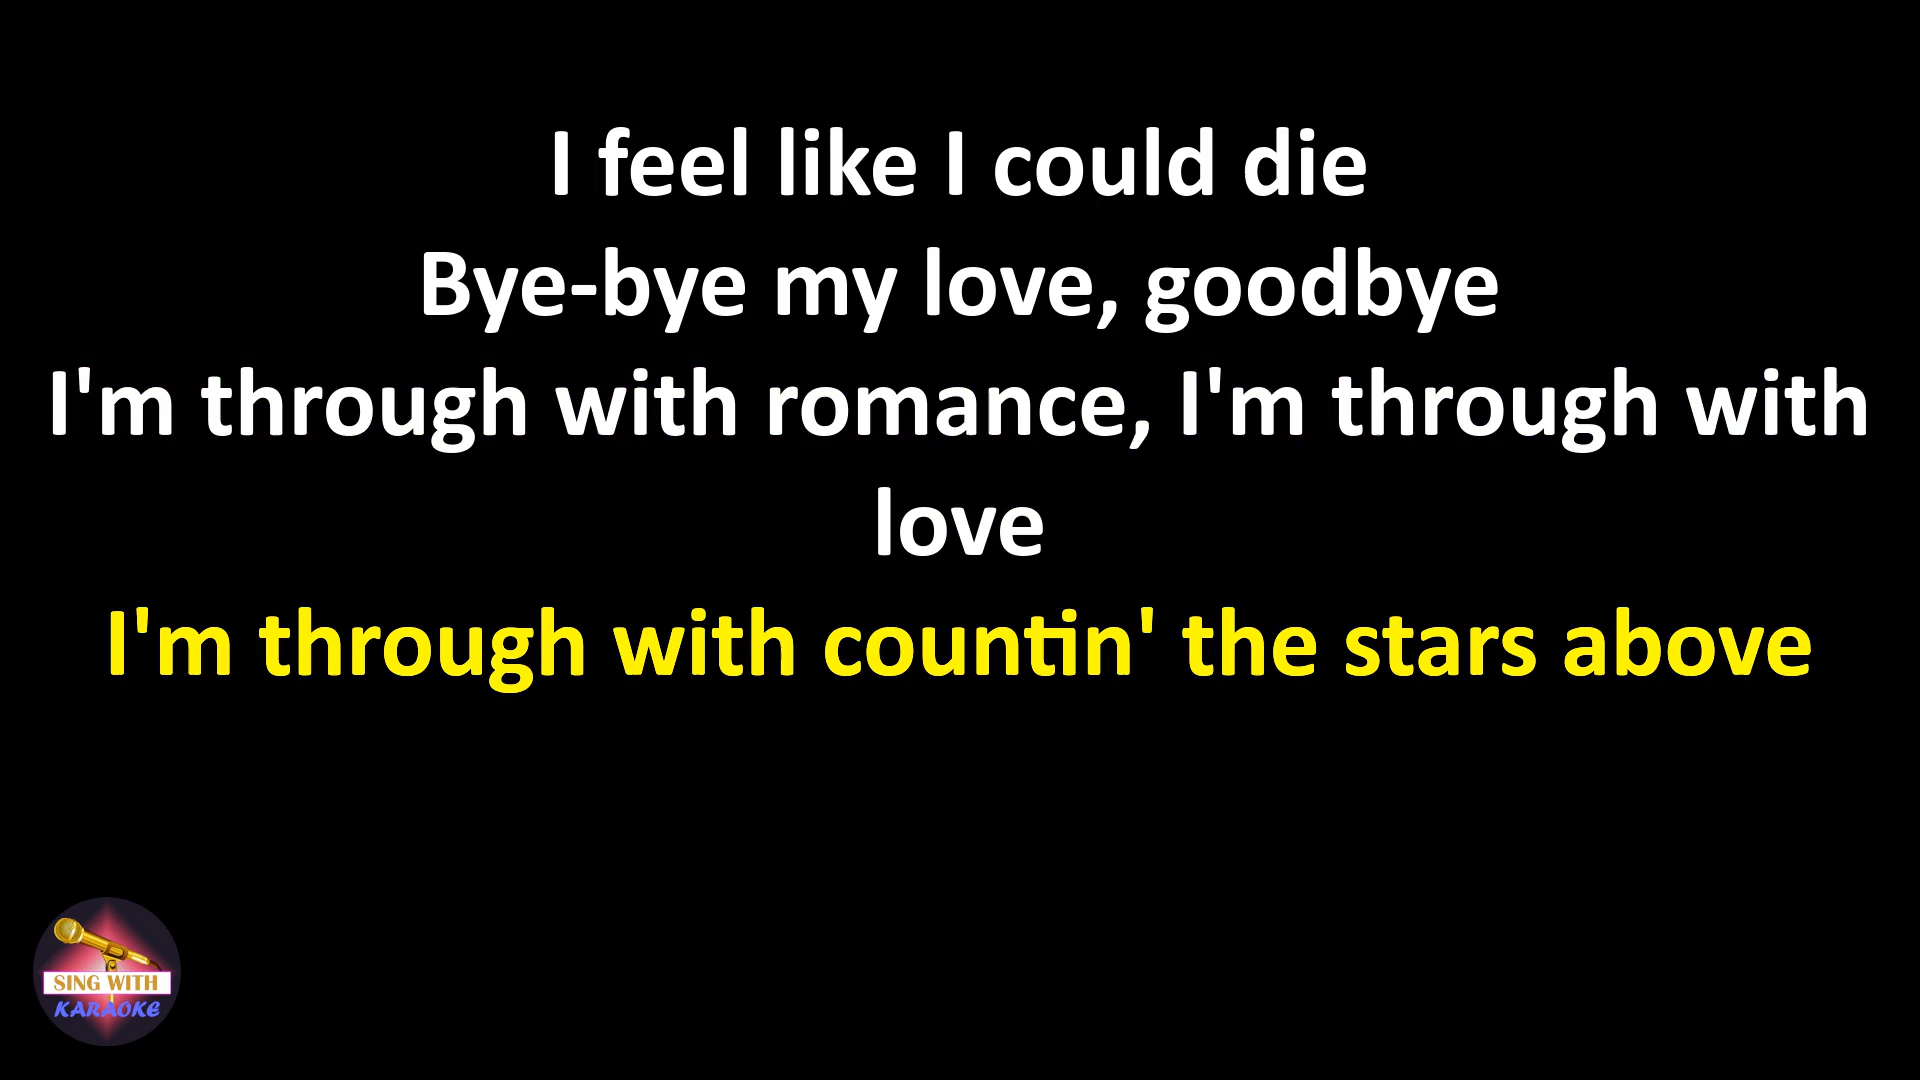 I feel like I could die
Bye-bye my love, goodbye
I'm through with romance, I'm through with
love
I'm through with countin' the stars above
SING WITH
KARAOKE